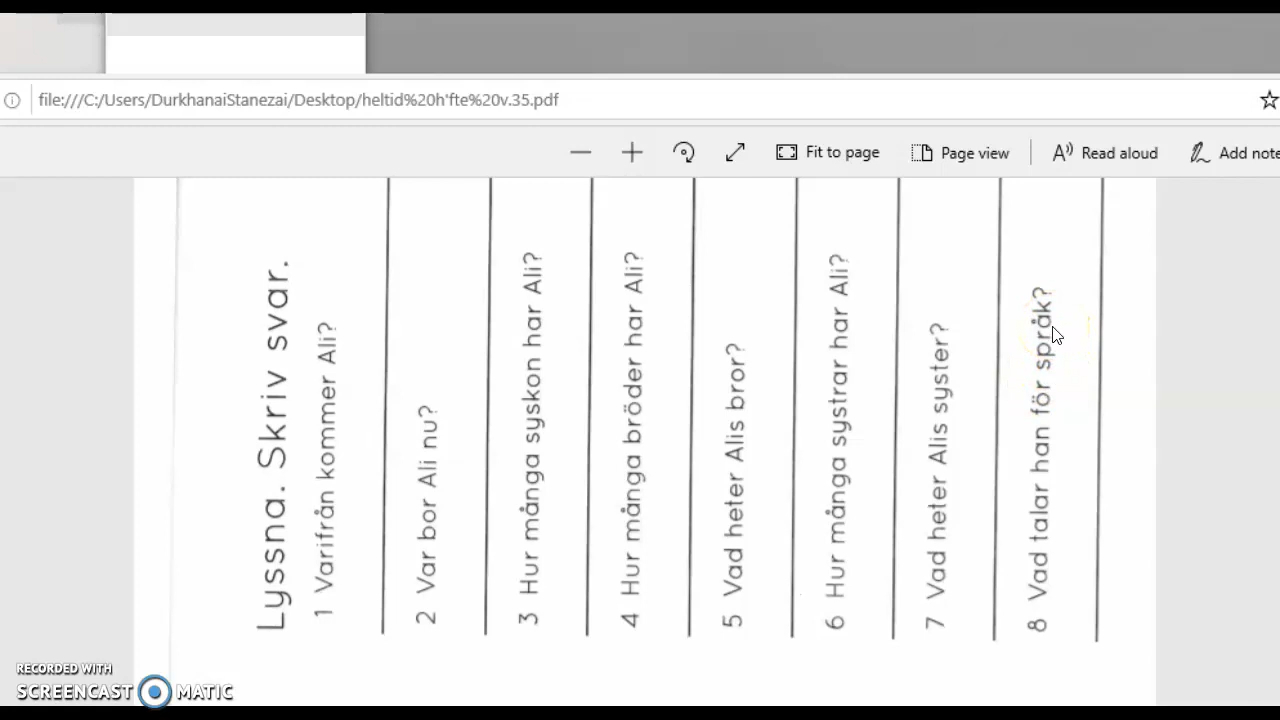 file:///C:/Users/DurkhanaiStanezai/Desktop/heltid%20h'fte%20v.35.pdf
Fit to page
Page view
Read aloud
Add note
Lyssna. Skriv svar.
1 Varifrån kommer Ali?
2 Var bor Ali nu?
3 Hur många syskon har Ali?
4 Hur många bröder har Ali?
5 Vad heter Alis bror?
6 Hur många systrar har Ali?
7 Vad heter Alis syster?
8 Vad talar han för språk?
RECORDED WITH
SCREENCAST MATIC